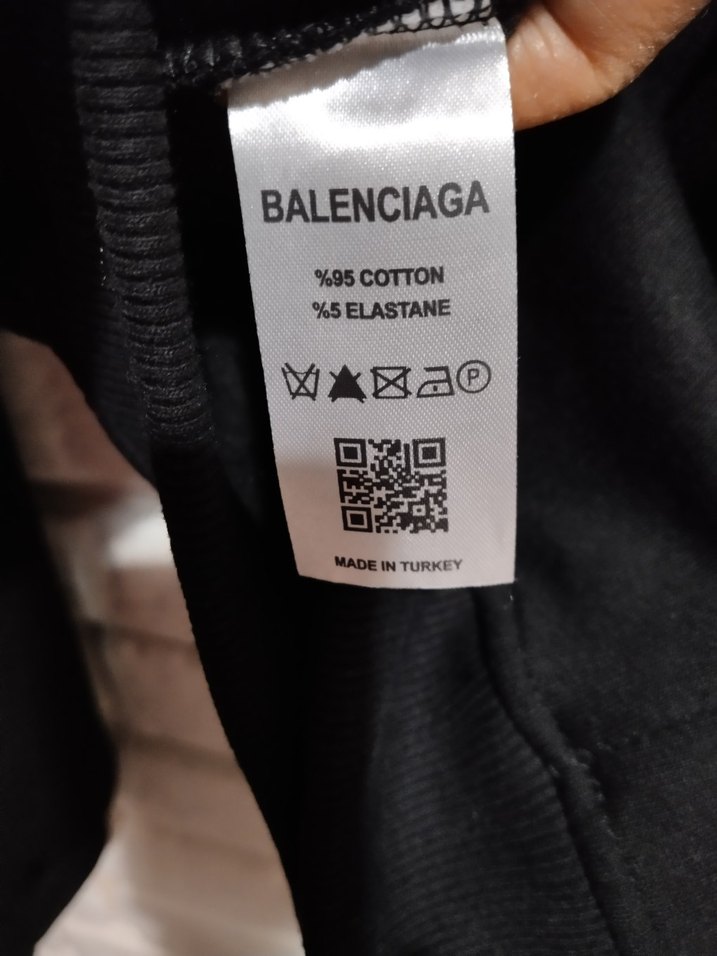 BALENCIAGA
%95 COTTON
%5 ELASTANE
P
MADE IN TURKEY